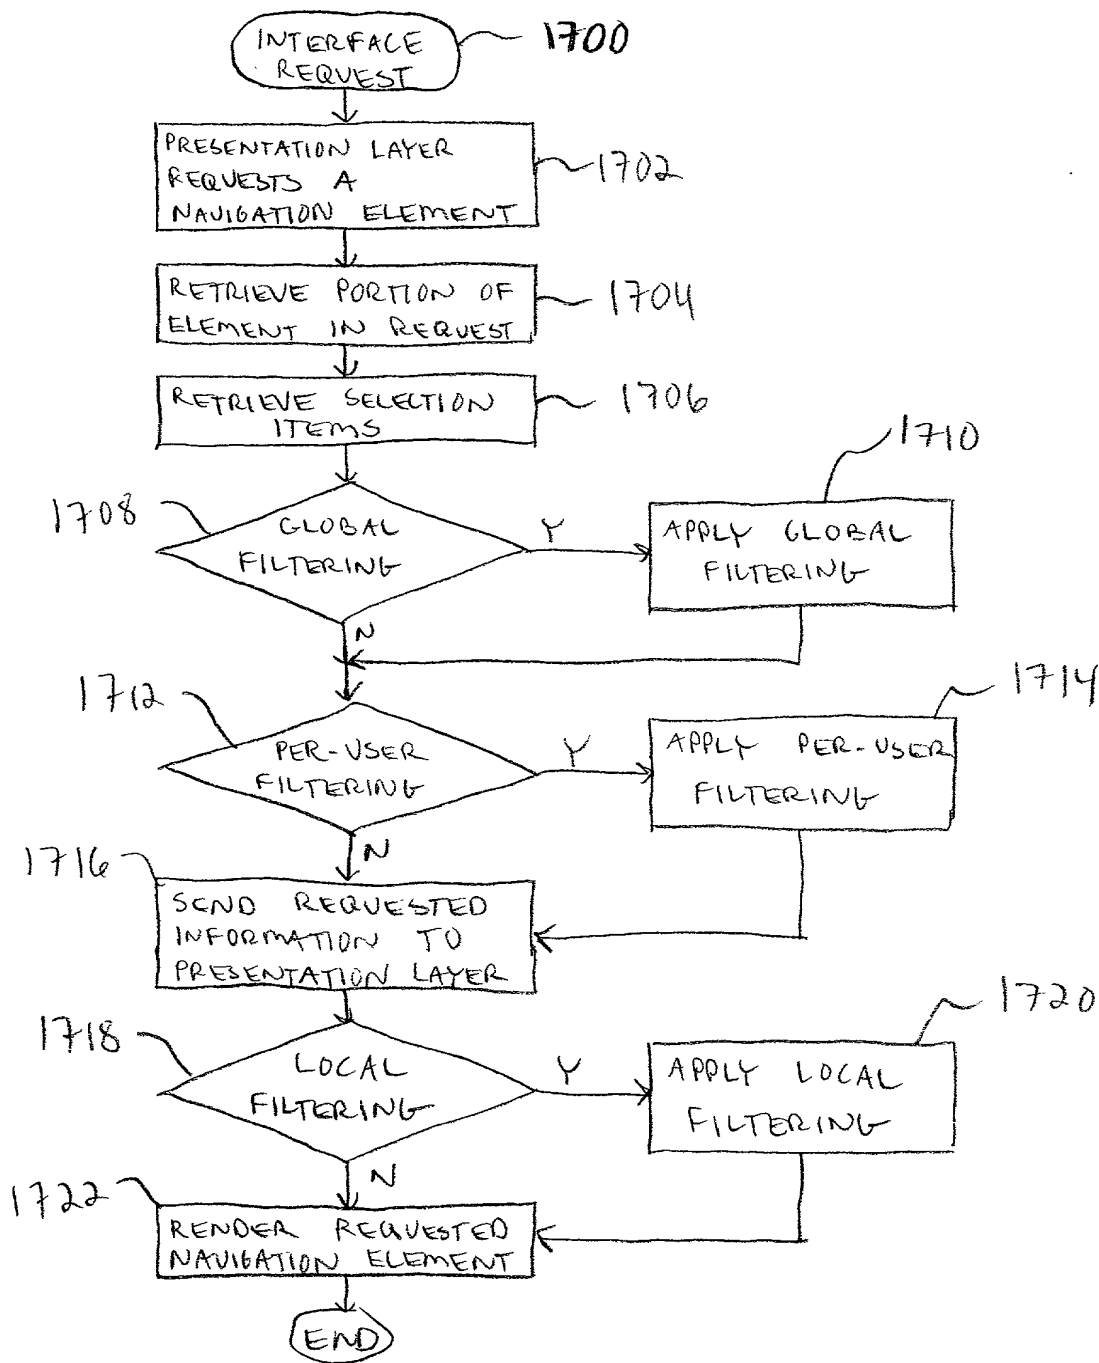 INTERFACE
REQUEST
1700
PRESENTATION LAYER
REQUESTS A
NAVIGATION ELEMENT
1702
RETRIEVE PORTION OF
ELEMENT IN REQUEST
1704
RETRIEVE SELECTION
ITEMS
1706
1708
GLOBAL
FILTERING
Y
N
1710
APPLY GLOBAL
FILTERING
1712
PER-USER
FILTERING
Y
N
1714
APPLY PER-USER
FILTERING
1716
SEND REQUESTED
INFORMATION TO
PRESENTATION LAYER
1718
LOCAL
FILTERING
Y
N
1720
APPLY LOCAL
FILTERING
1722
RENDER REQUESTED
NAVIGATION ELEMENT
END